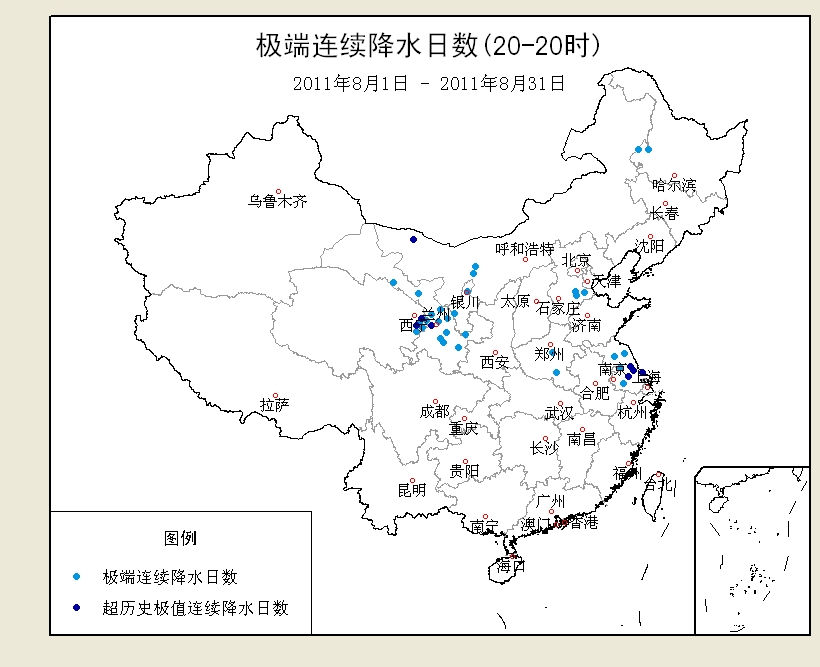 极端连续降水日数(20-20时)
2011年8月1日 - 2011年8月31日
哈尔滨
乌鲁木齐
长春
沈阳
呼和浩特
北京
天津
银川
太原
石家庄
兰州
西宁
济南
郑州
西安
南京
上海
合肥
拉萨
成都
武汉
杭州
重庆
南昌
长沙
贵阳
福州
台北
昆明
广州
南宁
澳门
香港
海口
图例
极端连续降水日数
超历史极值连续降水日数